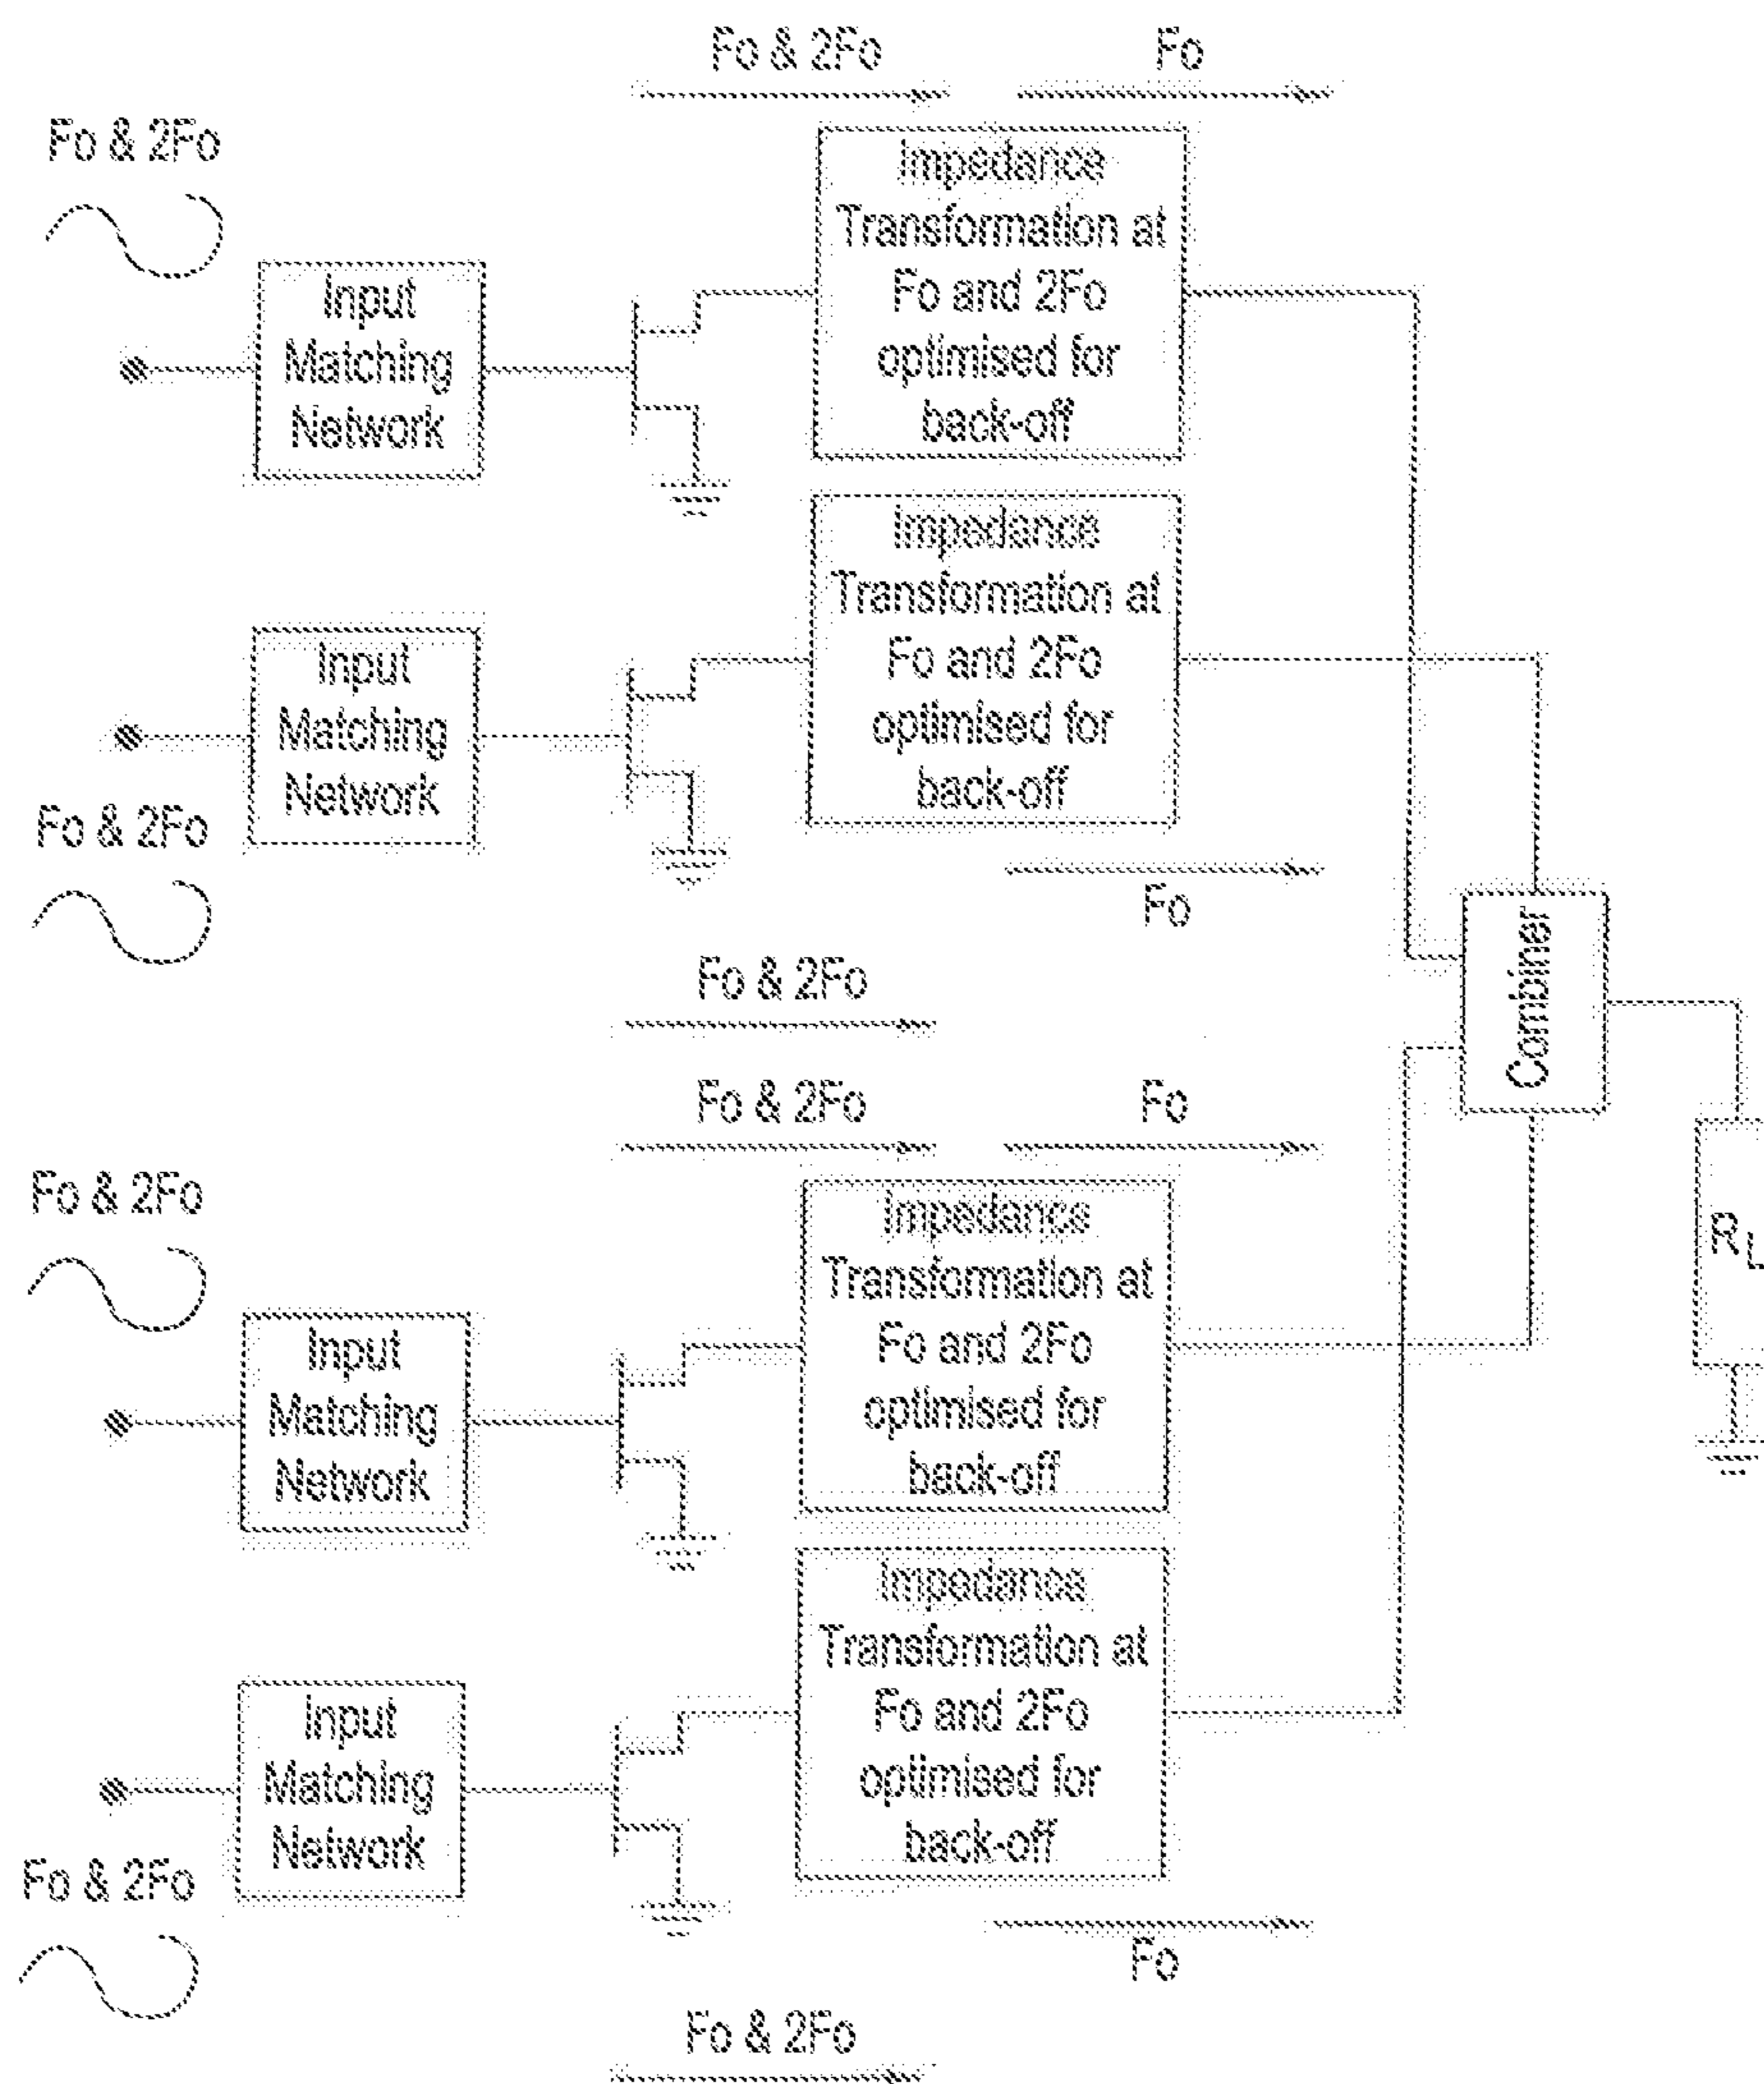 Fo & 2Fo
Fo
Fo & 2Fo
Impedance
Transformation at
Fo and 2Fo
optimised for
back-off
Input
Matching
Network
Impedance
Transformation at
Fo and 2Fo
optimised for
back-off
Input
Matching
Network
Fo & 2Fo
Fo
Fo & 2Fo
Combiner
Fo & 2Fo
Fo
Fo & 2Fo
Impedance
Transformation at
Fo and 2Fo
optimised for
back-off
RL
Input
Matching
Network
Impedance
Transformation at
Fo and 2Fo
optimised for
back-off
Input
Matching
Network
Fo & 2Fo
Fo
Fo & 2Fo